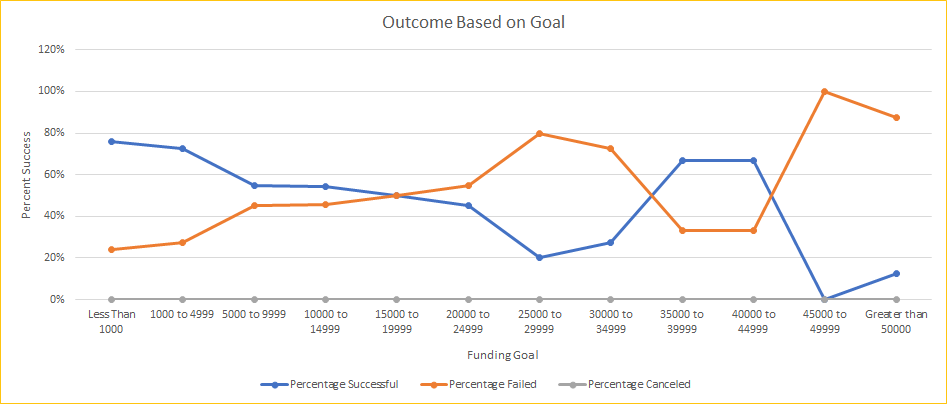 Outcome Based on Goal
120%
100%
80%
60%
40%
20%
0%
Percent Success
Less Than 1000
1000 to 4999
5000 to 9999
10000 to 14999
15000 to 19999
20000 to 24999
25000 to 29999
30000 to 34999
35000 to 39999
40000 to 44999
45000 to 49999
Greater than 50000
Funding Goal
Percentage Successful
Percentage Failed
Percentage Canceled